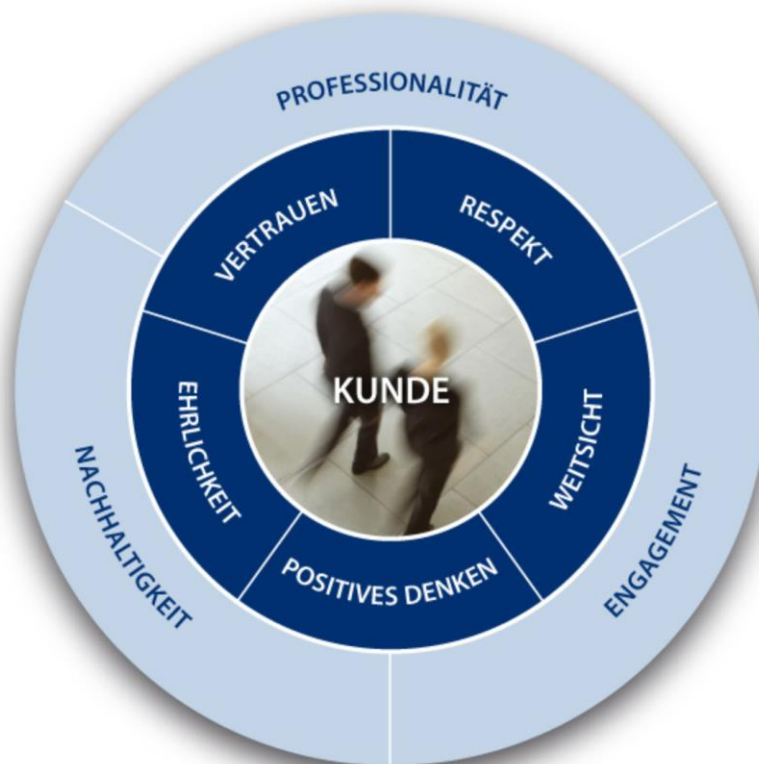 PROFESSIONALITÄT
VERTRAUEN
RESPEKT
KUNDE
EHRLICHKEIT
WEITSICHT
POSITIVES DENKEN
NACHHALTIGKEIT
ENGAGEMENT